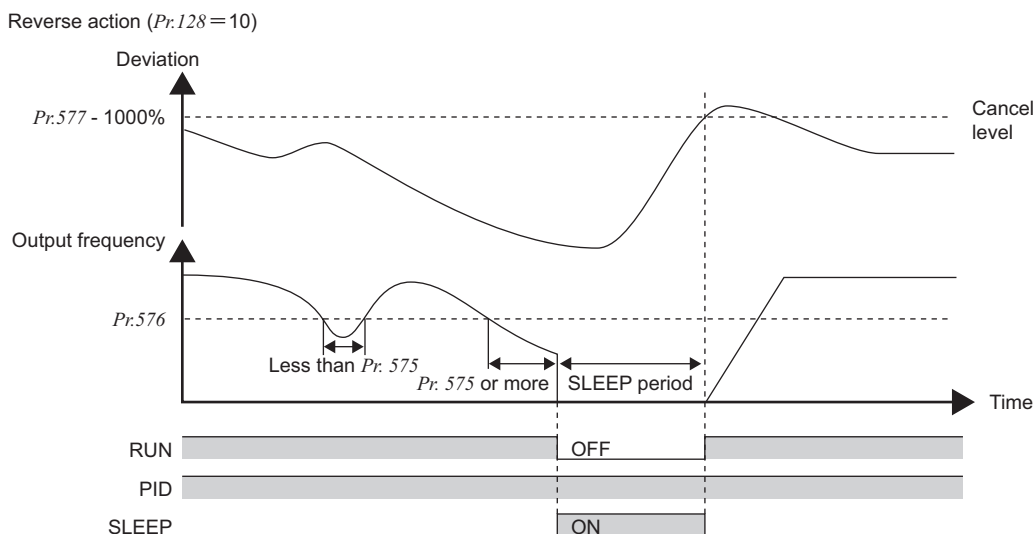 Reverse action (Pr.128＝10)
Deviation
Pr.577 - 1000%
Cancel
level
Output frequency
Pr.576
Less than Pr. 575
Pr. 575 or more
SLEEP period
Time
RUN
OFF
PID
SLEEP
ON